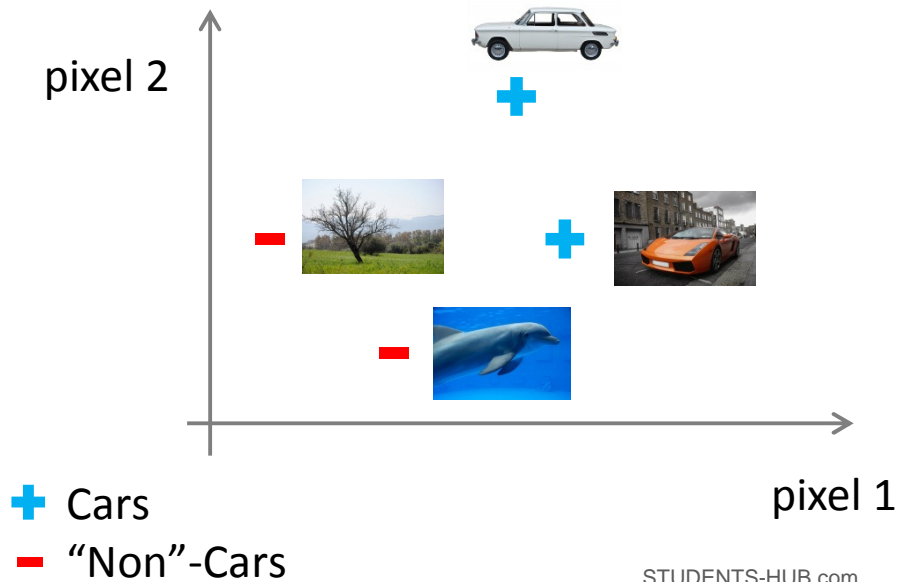 pixel 2
pixel 1
Cars
“Non”-Cars
STUDENTS-HUB.com